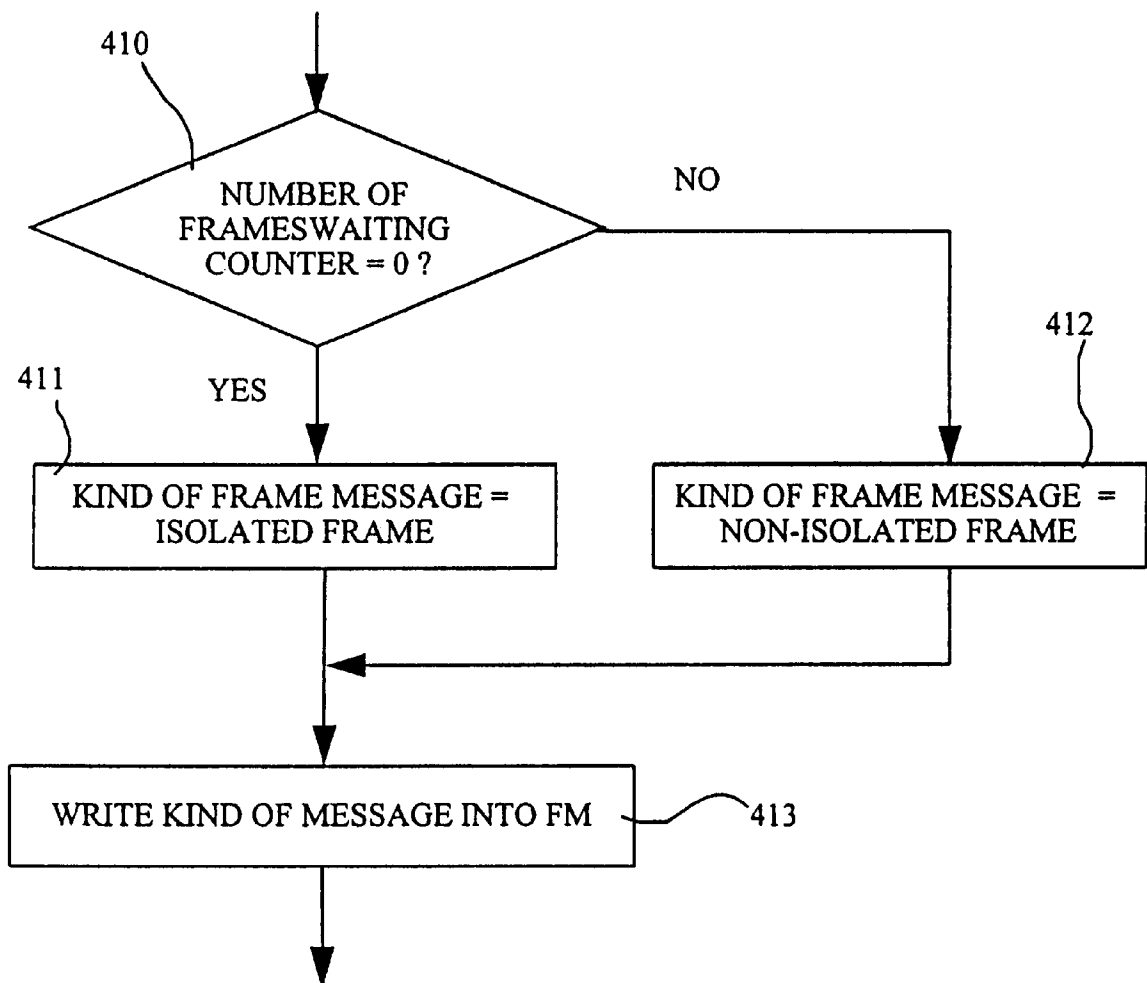 410
NUMBER OF
FRAMESWAITING
COUNTER = 0 ?
NO
YES
411
412
KIND OF FRAME MESSAGE =
ISOLATED FRAME
KIND OF FRAME MESSAGE =
NON-ISOLATED FRAME
WRITE KIND OF MESSAGE INTO FM
413